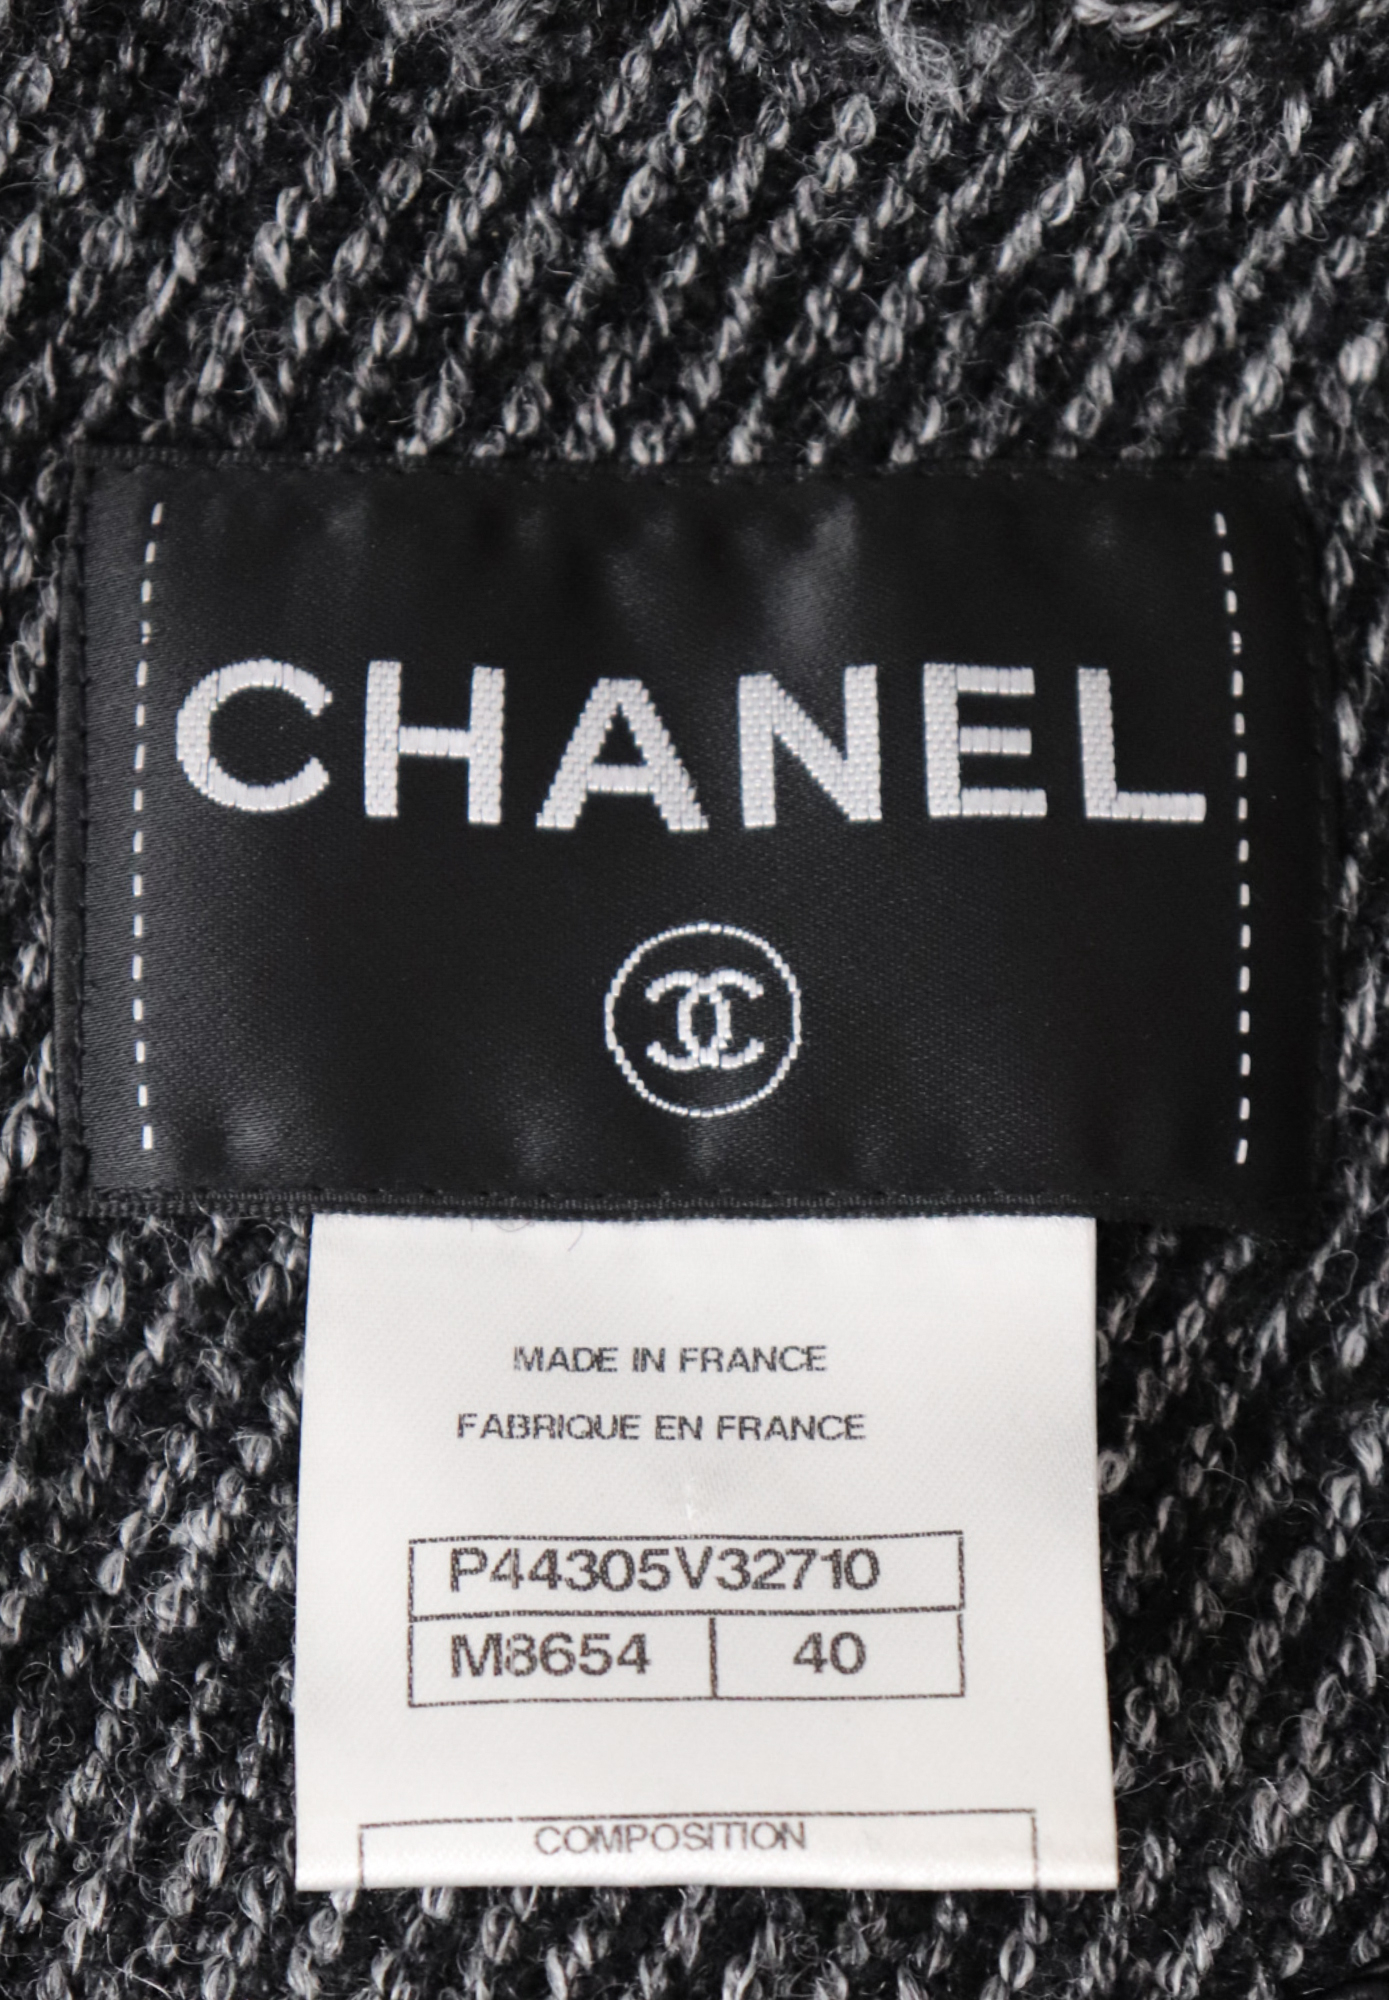 CHANEL
MADE IN FRANCE
FABRIQUE EN FRANCE
P44305V32710
M8654 40
COMPOSITION